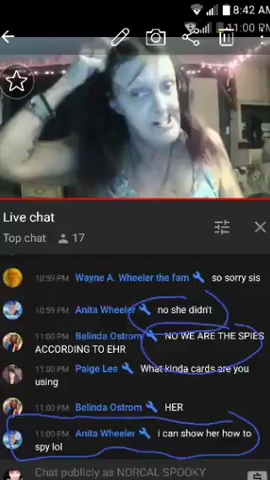 8:42 AM
11:00 PM
Live chat
Top chat 17
10:59 PM Wayne A. Wheeler the fam so sorry sis
10:59 PM Anita Wheeler no she didn't
11:00 PM Belinda Ostrom NO WE ARE THE SPIES
ACCORDING TO EHR
11:00 PM Paige Lee What kinda cards are you
using
11:00 PM Belinda Ostrom HER
11:00 PM Anita Wheeler i can show her how to
spy lol
Chat publicly as NORCAL SPOOKY